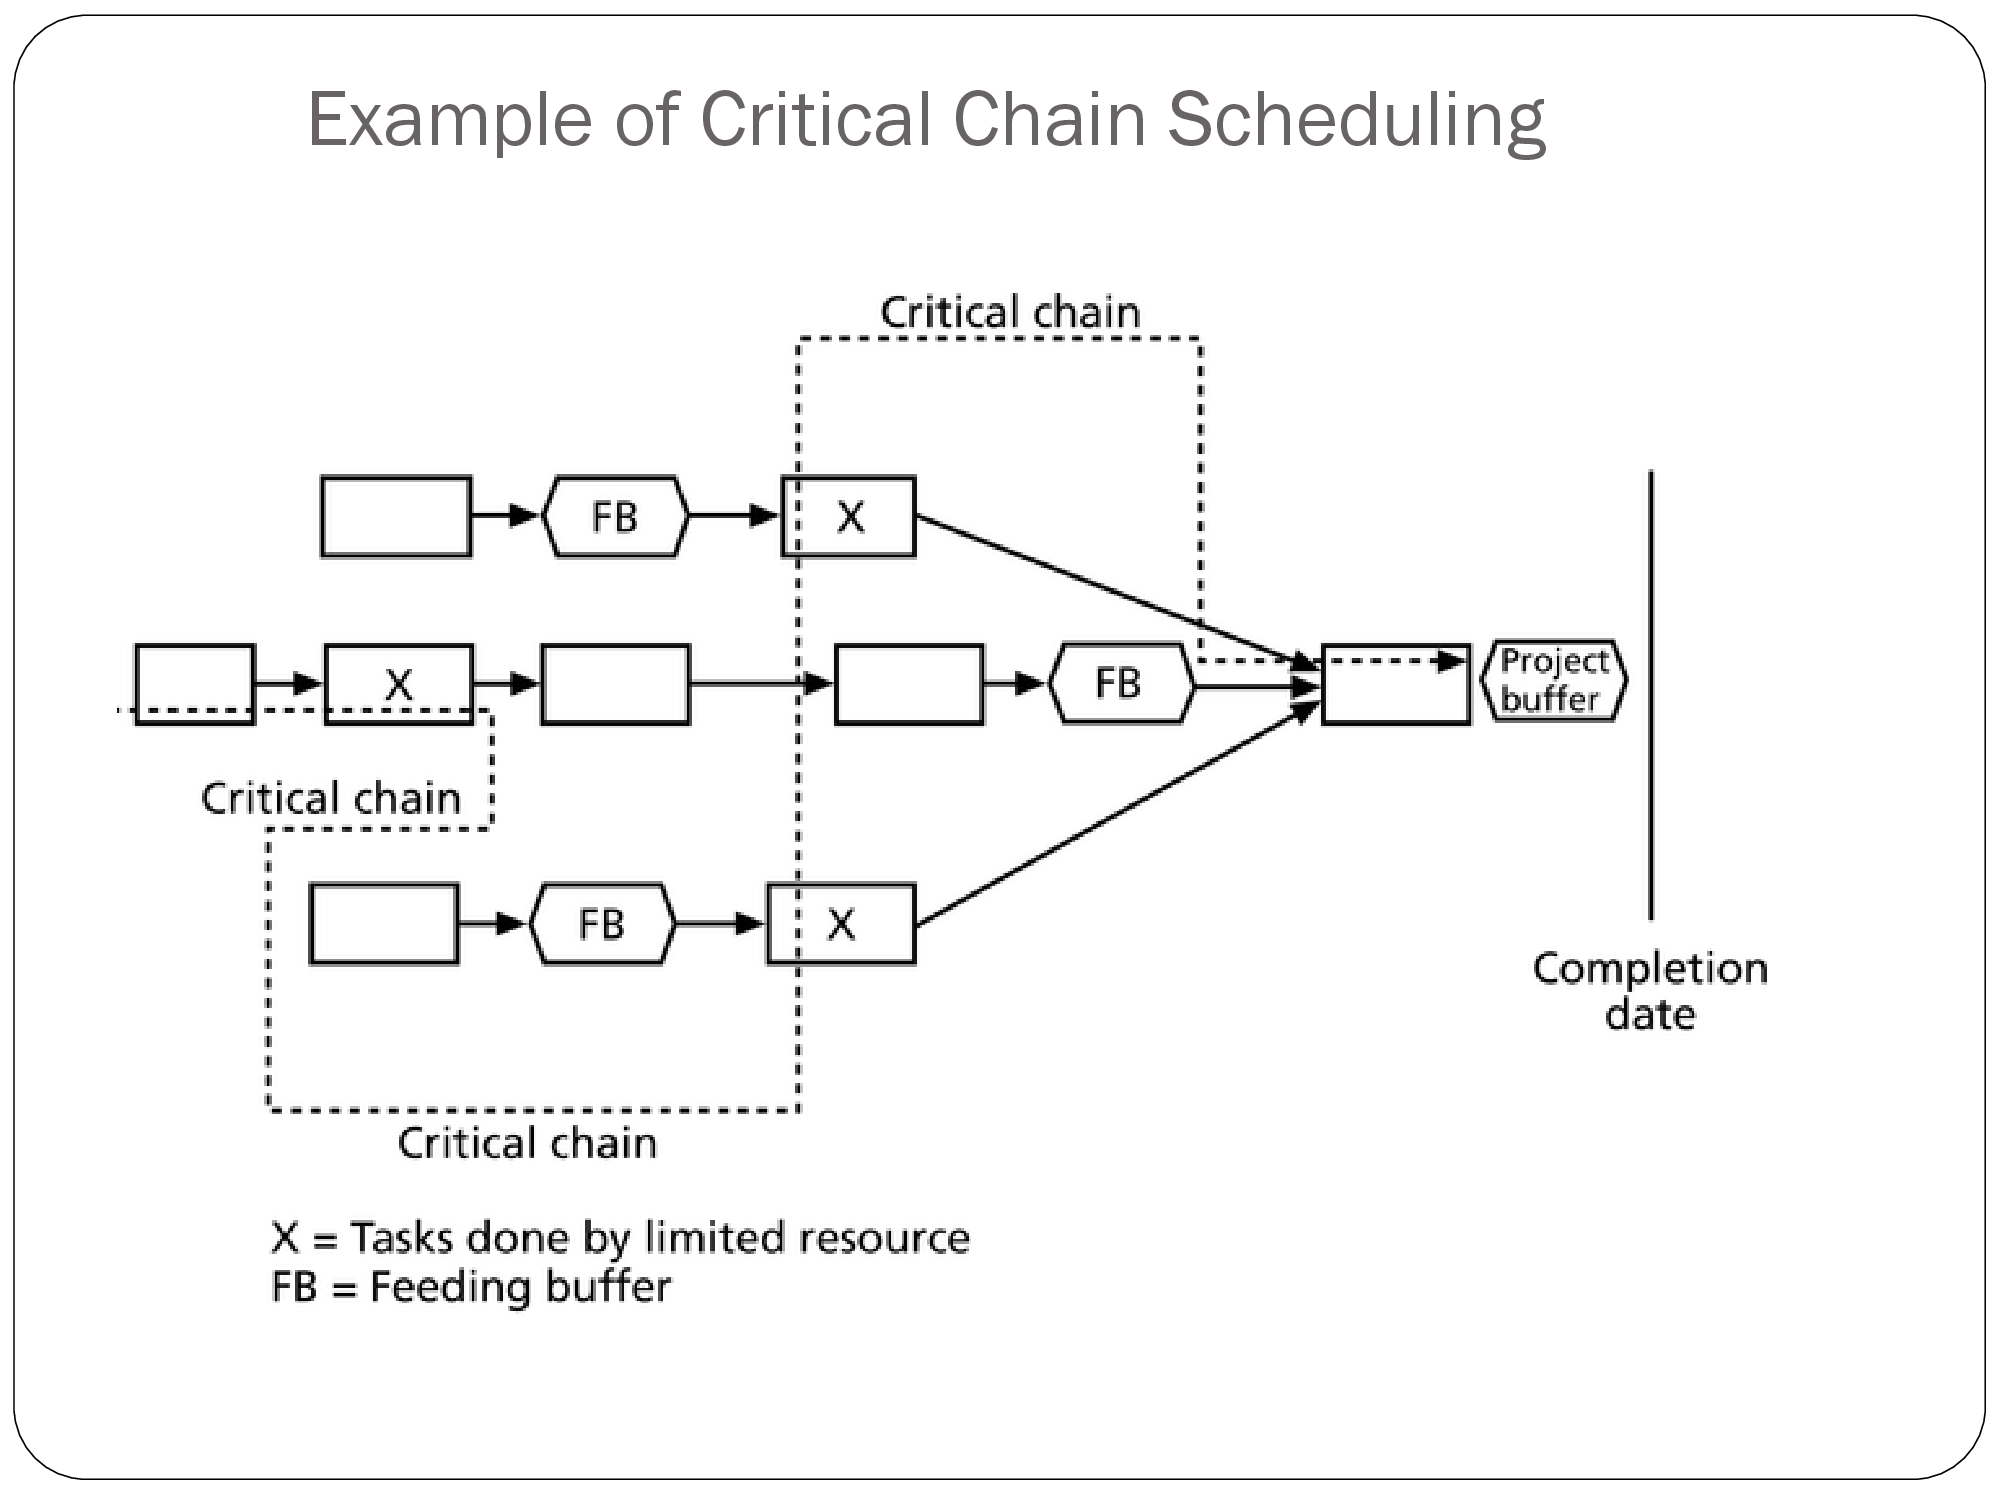 Example of Critical Chain Scheduling
Critical chain
FB
X
X
FB
Project
buffer
Critical chain
FB
X
Completion
date
Critical chain
X = Tasks done by limited resource
FB = Feeding buffer